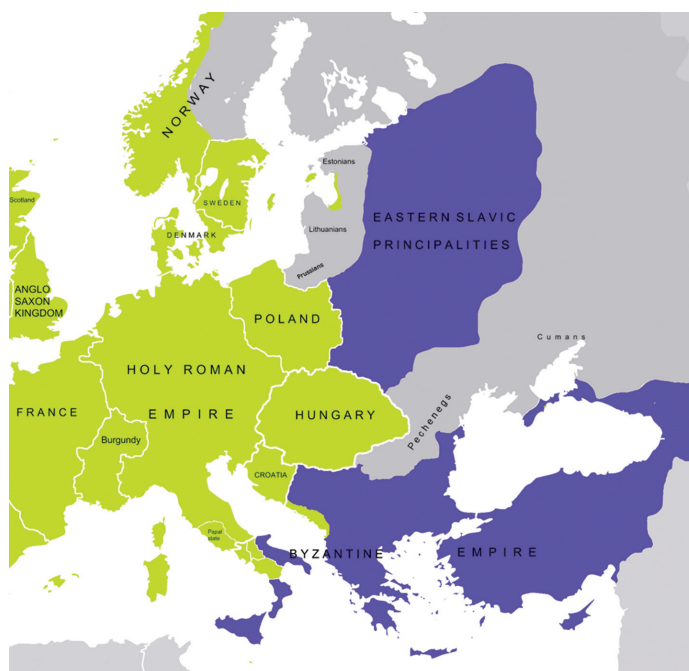 NORWAY
Estonians
Scotland
SWEDEN
Lithuanians
EASTERN SLAVIC
PRINCIPALITIES
DENMARK
Prussians
ANGLO
SAXON
KINGDOM
POLAND
Cumans
HOLY ROMAN
EMPIRE
FRANCE
HUNGARY
Pechenegs
Burgundy
CROATIA
Papal
state
BYZANTINE EMPIRE